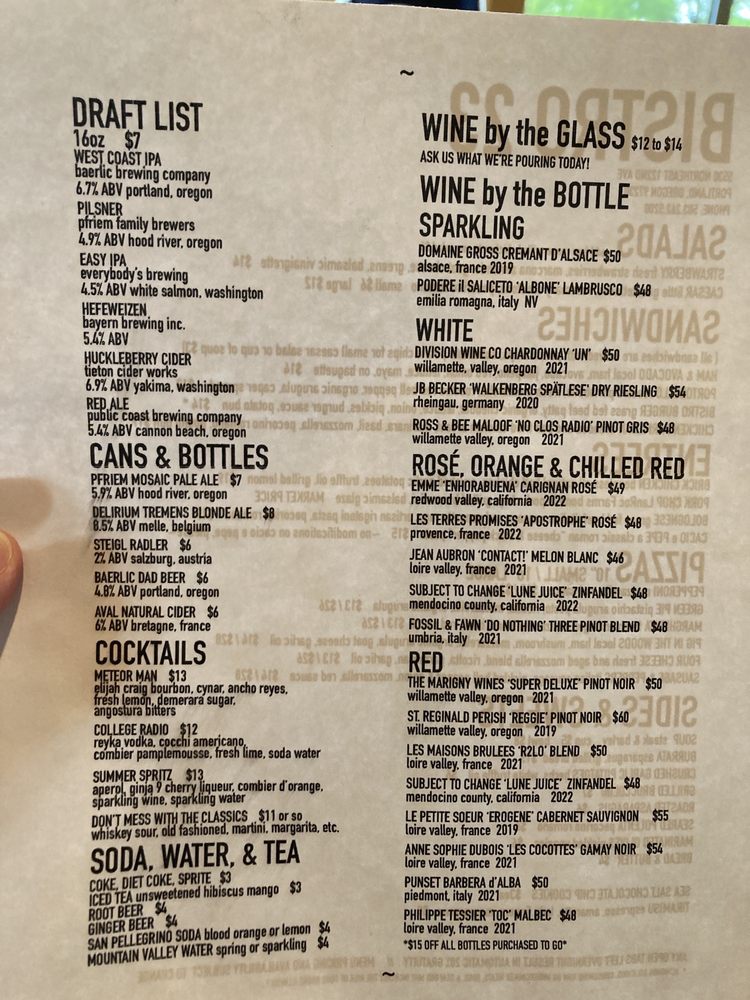 ~
DRAFT LIST
16oz $7
WEST COAST IPA
baerlic brewing company
6.7% ABV portland, oregon
PILSNER
pfriem family brewers
4.9% ABV hood river, oregon
EASY IPA
everybody's brewing
4.5% ABV white salmon, washington
HEFEWEIZEN
bayern brewing inc.
5.4% ABV
HUCKLEBERRY CIDER
tieton cider works
6.9% ABV yakima, washington
RED ALE
public coast brewing company
5.4% ABV cannon beach, oregon
CANS & BOTTLES
PFRIEM MOSAIC PALE ALE $7
5.9% ABV hood river, oregon
DELIRIUM TREMENS BLONDE ALE $8
8.5% ABV melle, belgium
STEIGL RADLER $6
2% ABV salzburg, austria
BAERLIC DAD BEER $6
4.8% ABV portland, oregon
AVAL NATURAL CIDER $6
6% ABV bretagne, france
COCKTAILS
METEOR MAN $13
elijah craig bourbon, cynar, ancho reyes,
fresh lemon, demerara sugar,
angostura bitters
COLLEGE RADIO $12
reyka vodka, cocchi americano,
combier pamplemousse, fresh lime, soda water
SUMMER SPRITZ $13
aperol, ginja 9 cherry liqueur, combier d'orange,
sparkling wine, sparkling water
DON'T MESS WITH THE CLASSICS $11 or so
whiskey sour, old fashioned, martini, margarita, etc.
SODA, WATER, & TEA
COKE, DIET COKE, SPRITE $3
ICED TEA unsweetened hibiscus mango $3
ROOT BEER $4
GINGER BEER $4
SAN PELLEGRINO SODA blood orange or lemon $4
MOUNTAIN VALLEY WATER spring or sparkling $4
WINE by the GLASS $12 to $14
ASK US WHAT WE'RE POURING TODAY!
WINE by the BOTTLE
SPARKLING
DOMAINE GROSS CREMANT D'ALSACE $50
alsace, france 2019
PODERE il SALICETO 'ALBONE' LAMBRUSCO $48
emilia romagna, italy NV
WHITE
DIVISION WINE CO CHARDONNAY 'UN' $50
willamette, valley, oregon 2021
JB BECKER 'WALKENBERG SPÄTLESE' DRY RIESLING $54
rheingau, germany 2020
ROSS & BEE MALOOF 'NO CLOS RADIO' PINOT GRIS $48
willamette valley, oregon 2021
ROSÉ, ORANGE & CHILLED RED
EMME 'ENHORABUENA' CARIGNAN ROSÉ $49
redwood valley, california 2022
LES TERRES PROMISES 'APOSTROPHE' ROSÉ $48
provence, france 2022
JEAN AUBRON 'CONTACT!' MELON BLANC $46
loire valley, france 2021
SUBJECT TO CHANGE 'LUNE JUICE' ZINFANDEL $48
mendocino county, california 2022
FOSSIL & FAWN 'DO NOTHING' THREE PINOT BLEND $48
umbria, italy 2021
RED
THE MARIGNY WINES 'SUPER DELUXE' PINOT NOIR $50
willamette valley, oregon 2021
ST. REGINALD PERISH 'REGGIE' PINOT NOIR $60
willamette valley, oregon 2019
LES MAISONS BRULEES 'R2LO' BLEND $50
loire valley, france 2021
SUBJECT TO CHANGE 'LUNE JUICE' ZINFANDEL $48
mendocino county, california 2022
LE PETITE SOEUR 'EROGENE' CABERNET SAUVIGNON $55
loire valley, france 2019
ANNE SOPHIE DUBOIS 'LES COCOTTES' GAMAY NOIR $54
loire valley, france 2021
PUNSET BARBERA d'ALBA $50
piedmont, italy 2021
PHILIPPE TESSIER 'TOC' MALBEC $48
loire valley, france 2021
*$15 OFF ALL BOTTLES PURCHASED TO GO*
~